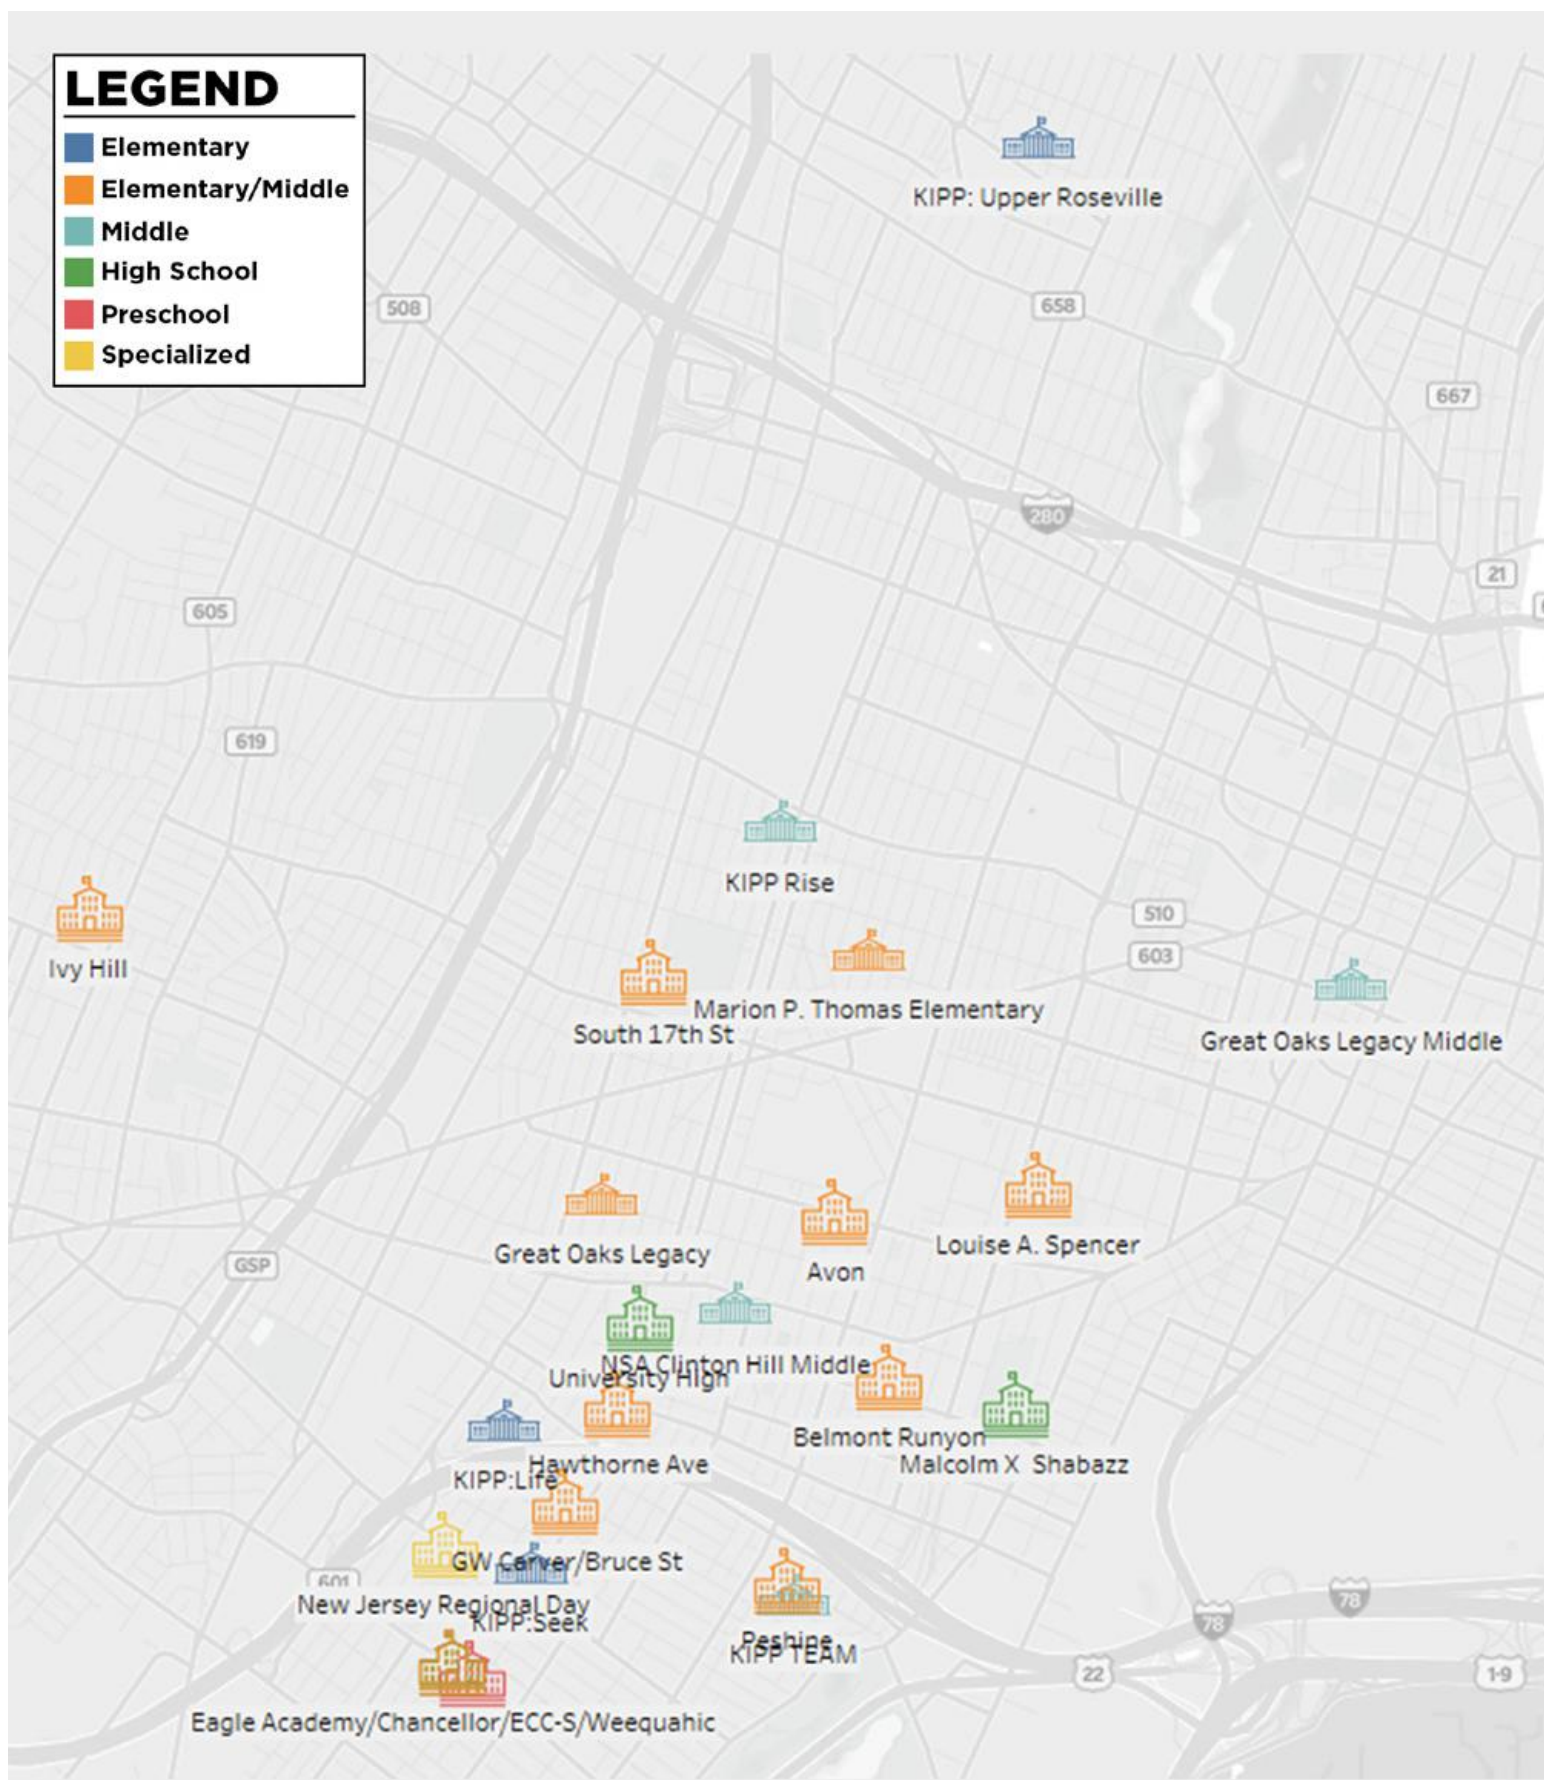 LEGEND
Elementary
Elementary/Middle
Middle
High School
Preschool
Specialized
KIPP: Upper Roseville
508
658
667
280
21
605
619
KIPP Rise
Ivy Hill
510
603
South 17th St
Marion P. Thomas Elementary
Great Oaks Legacy Middle
Great Oaks Legacy
Avon
Louise A. Spencer
GSP
NSA Clinton Hill Middle
University High
Belmont Runyon
Malcolm X Shabazz
Hawthorne Ave
KIPP:Life
GW Carver/Bruce St
601
New Jersey Regional Day
KIPP:Seek
Peshine
KIPP TEAM
78
78
22
1-9
Eagle Academy/Chancellor/ECC-S/Weequahic